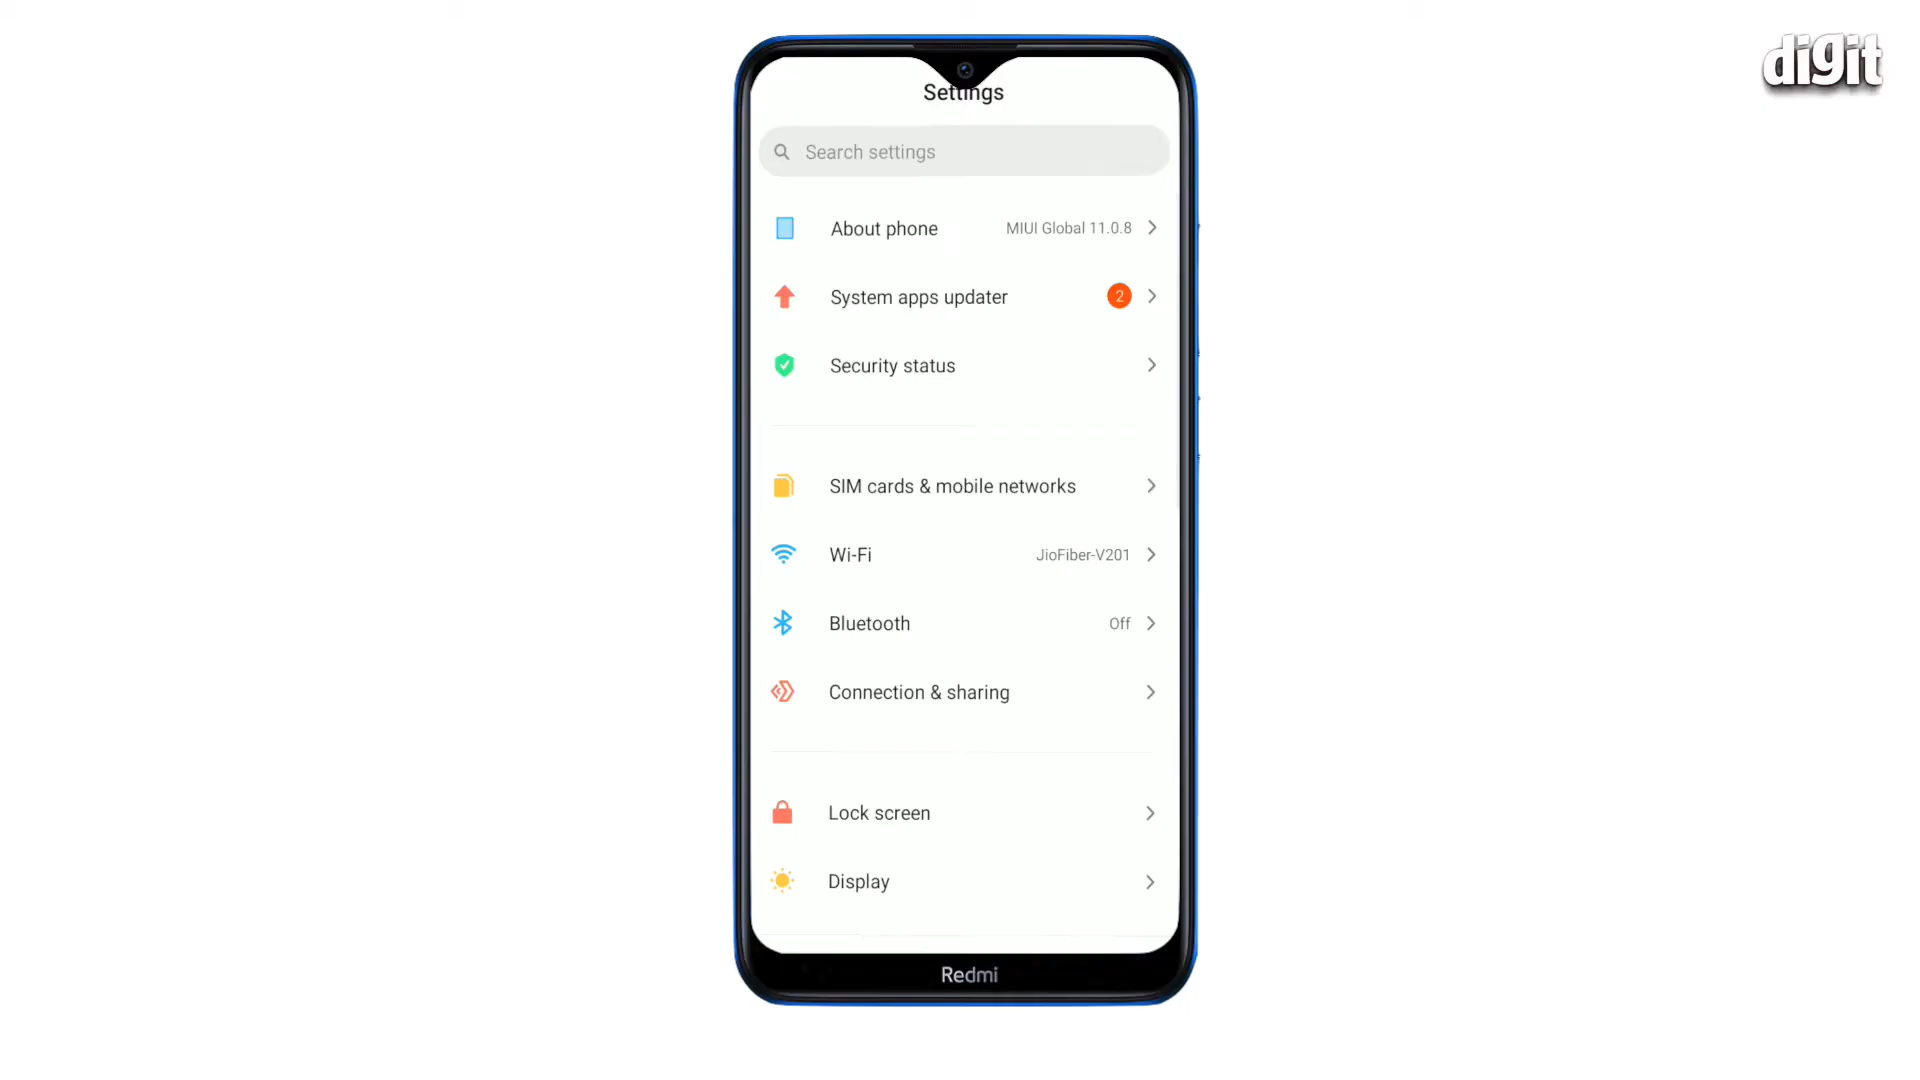 digit
Settings
Search settings
About phone MIUI Global 11.0.8
System apps updater 2
Security status
SIM cards & mobile networks
Wi-Fi JioFiber-V201
Bluetooth Off
Connection & sharing
Lock screen
Display
Redmi